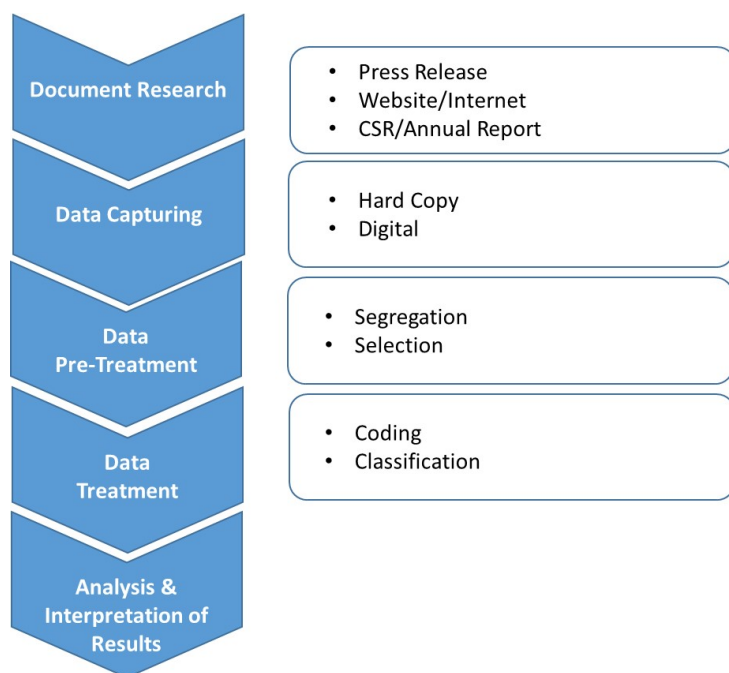 Document Research
• Press Release
• Website/Internet
• CSR/Annual Report
Data Capturing
• Hard Copy
• Digital
Data
Pre-Treatment
• Segregation
• Selection
Data
Treatment
• Coding
• Classification
Analysis &
Interpretation of
Results